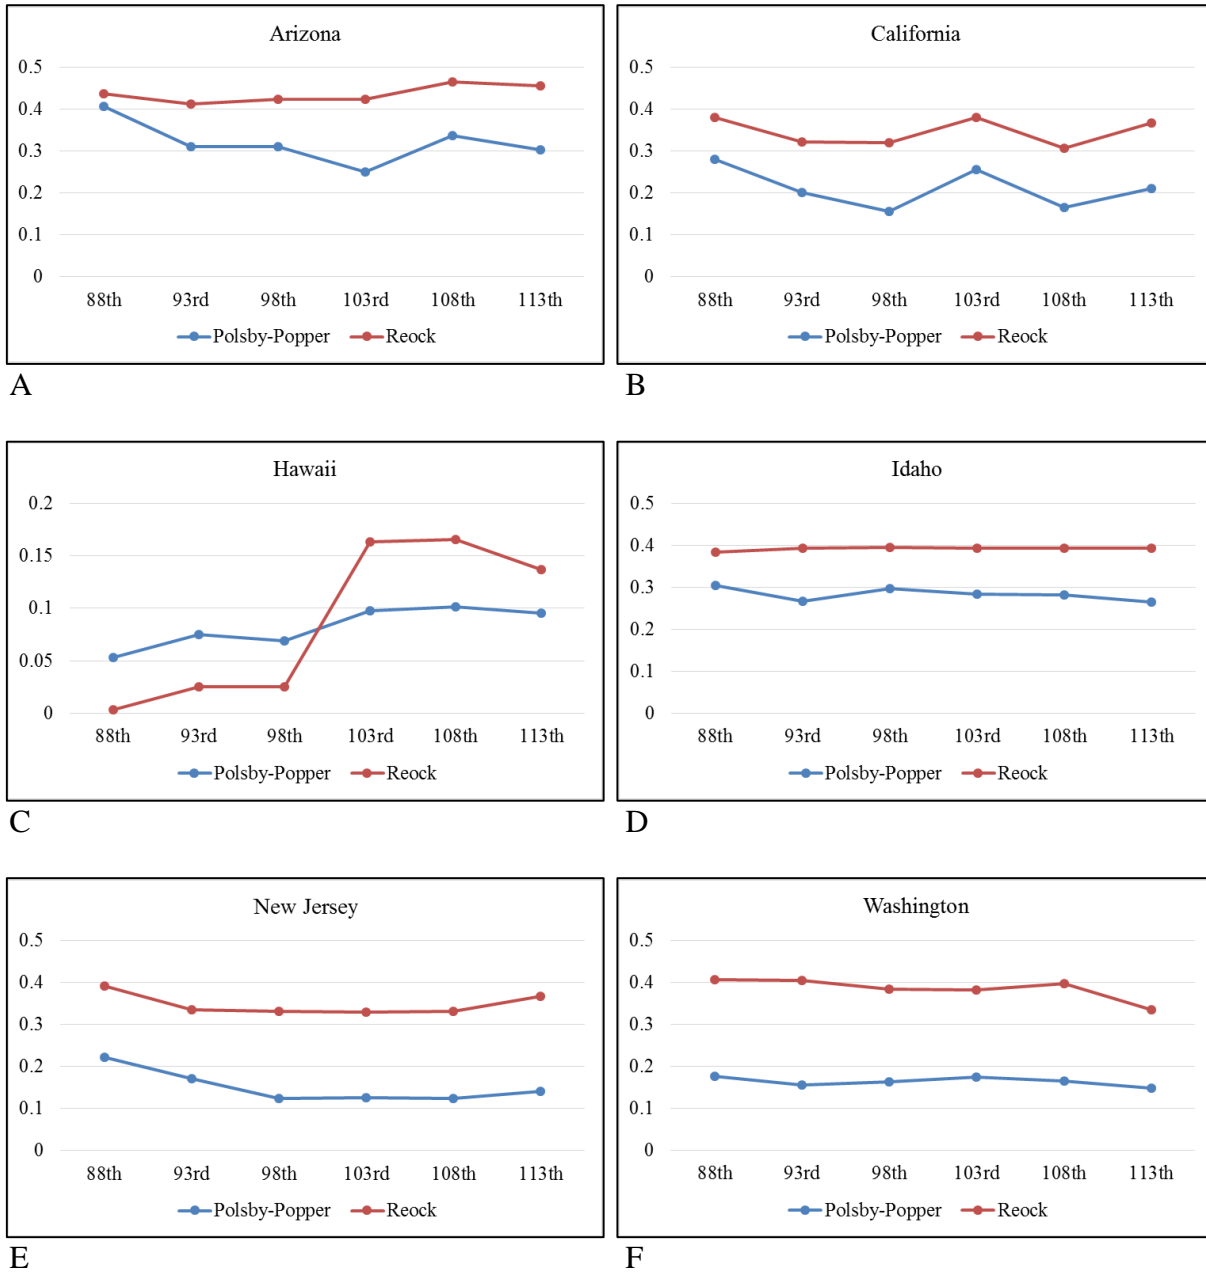 Arizona
0.5
0.4
0.3
0.2
0.1
0
88th 93rd 98th 103rd 108th 113th
Polsby-Popper Reock
A
California
0.5
0.4
0.3
0.2
0.1
0
88th 93rd 98th 103rd 108th 113th
Polsby-Popper Reock
B
Hawaii
0.2
0.15
0.1
0.05
0
88th 93rd 98th 103rd 108th 113th
Polsby-Popper Reock
C
Idaho
0.5
0.4
0.3
0.2
0.1
0
88th 93rd 98th 103rd 108th 113th
Polsby-Popper Reock
D
New Jersey
0.5
0.4
0.3
0.2
0.1
0
88th 93rd 98th 103rd 108th 113th
Polsby-Popper Reock
E
Washington
0.5
0.4
0.3
0.2
0.1
0
88th 93rd 98th 103rd 108th 113th
Polsby-Popper Reock
F